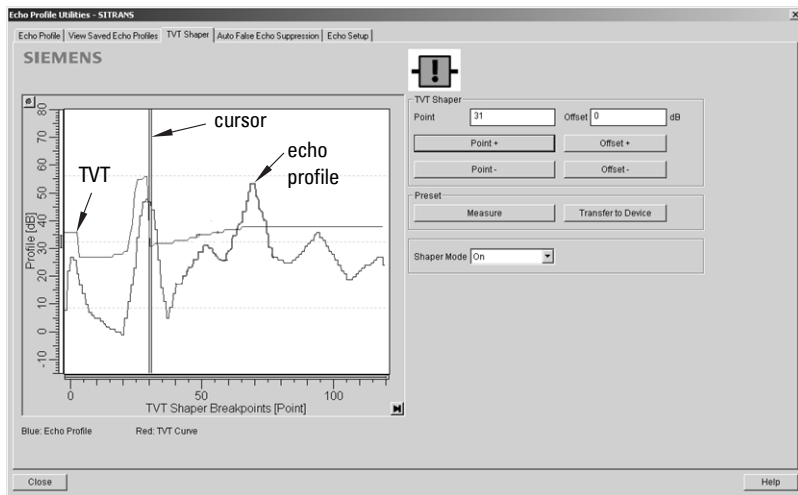 Echo Profile Utilities - SITRANS
Echo Profile
View Saved Echo Profiles
TVT Shaper
Auto False Echo Suppression
Echo Setup
SIEMENS
80
70
60
50
40
30
20
10
0
-10
Profile [dB]
TVT
cursor
echo
profile
0
50
100
TVT Shaper Breakpoints [Point]
Blue: Echo Profile
Red: TVT Curve
TVT Shaper
Point 31
Offset 0 dB
Point +
Offset +
Point -
Offset -
Preset
Measure
Transfer to Device
Shaper Mode On
Close
Help